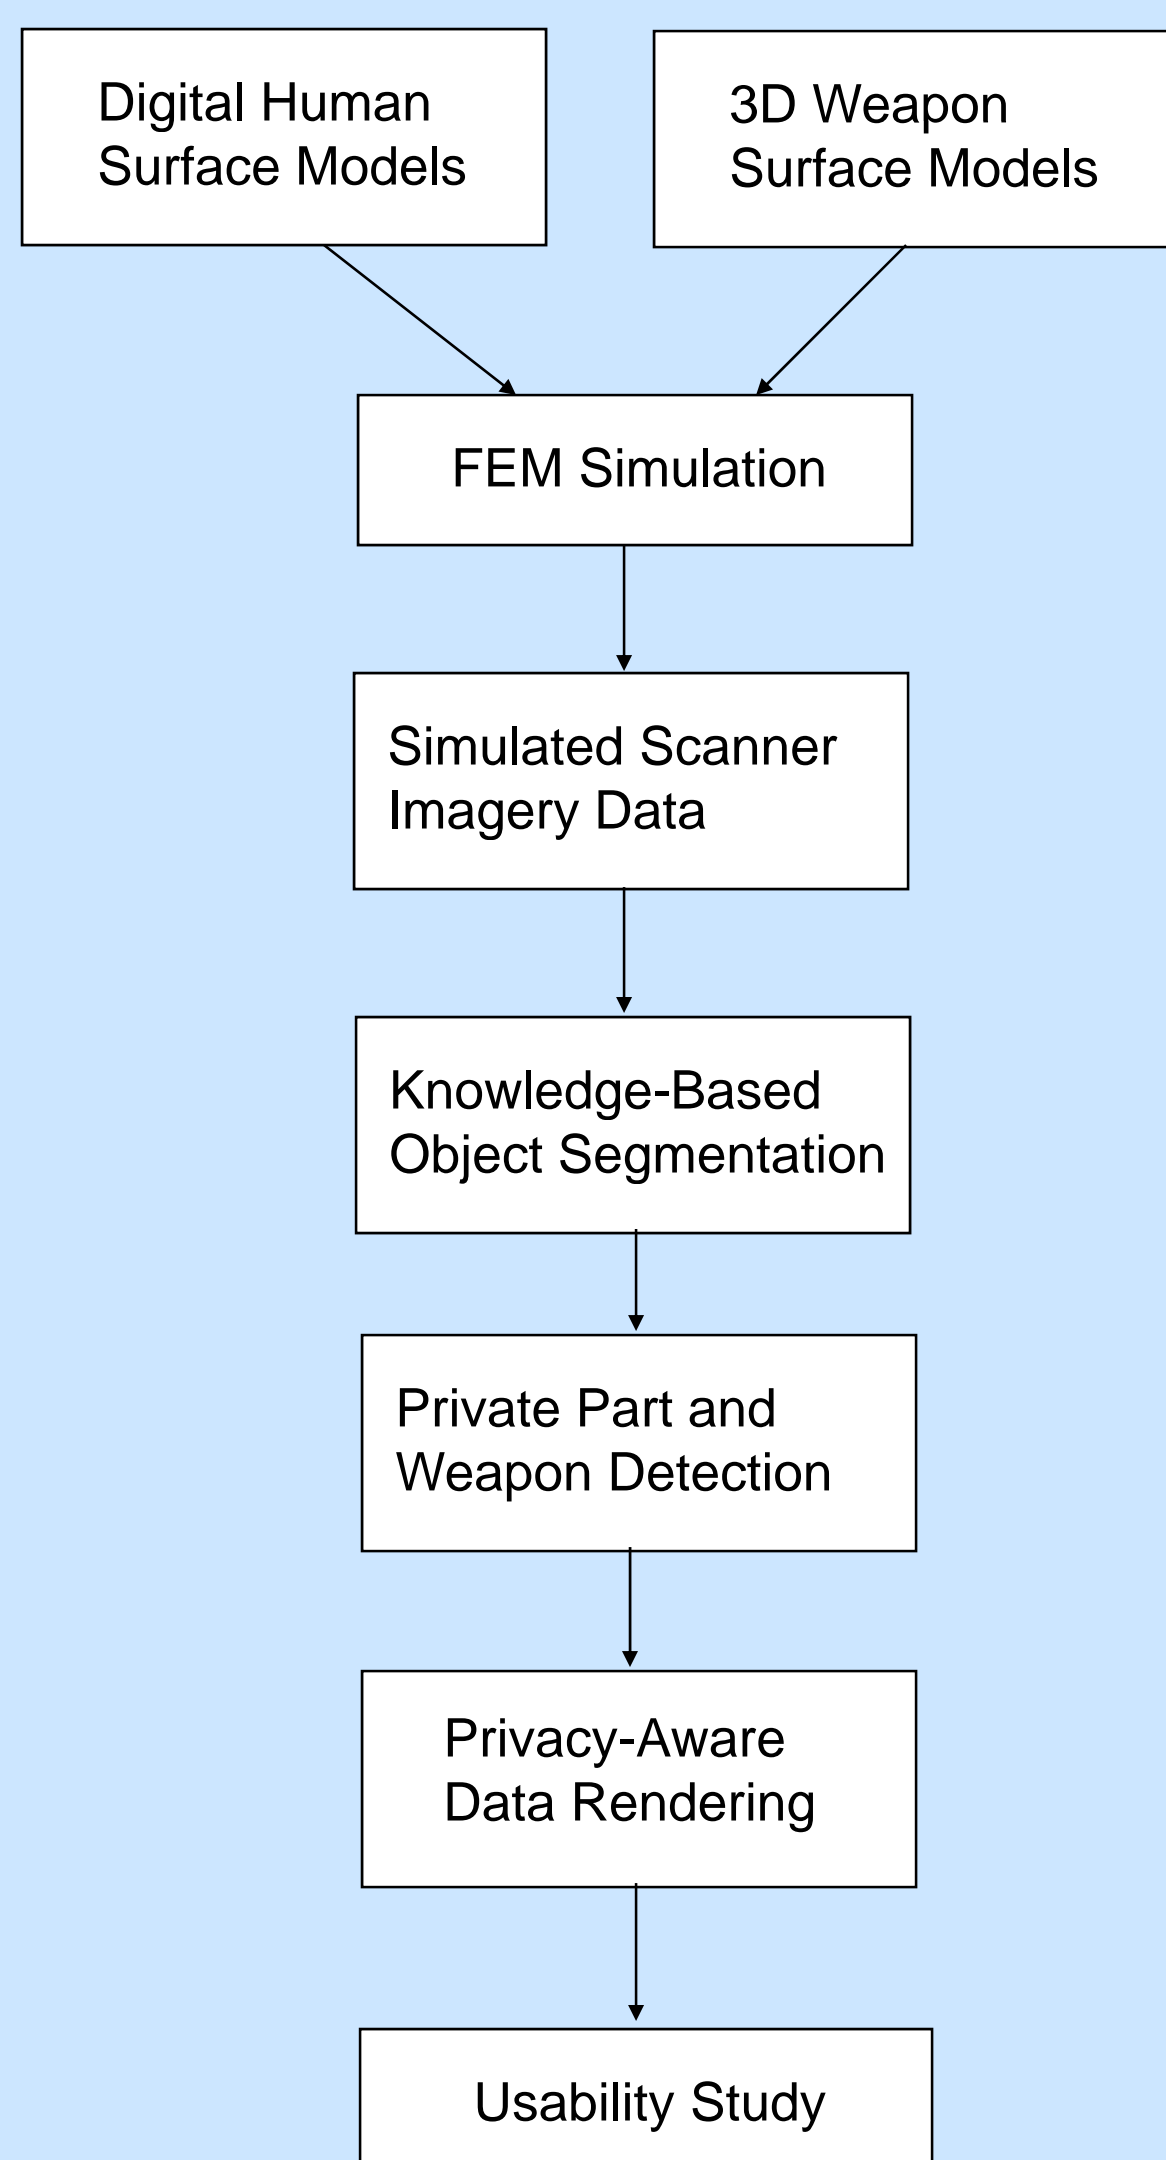 Digital Human
Surface Models
3D Weapon
Surface Models
FEM Simulation
Simulated Scanner
Imagery Data
Knowledge-Based
Object Segmentation
Private Part and
Weapon Detection
Privacy-Aware
Data Rendering
Usability Study